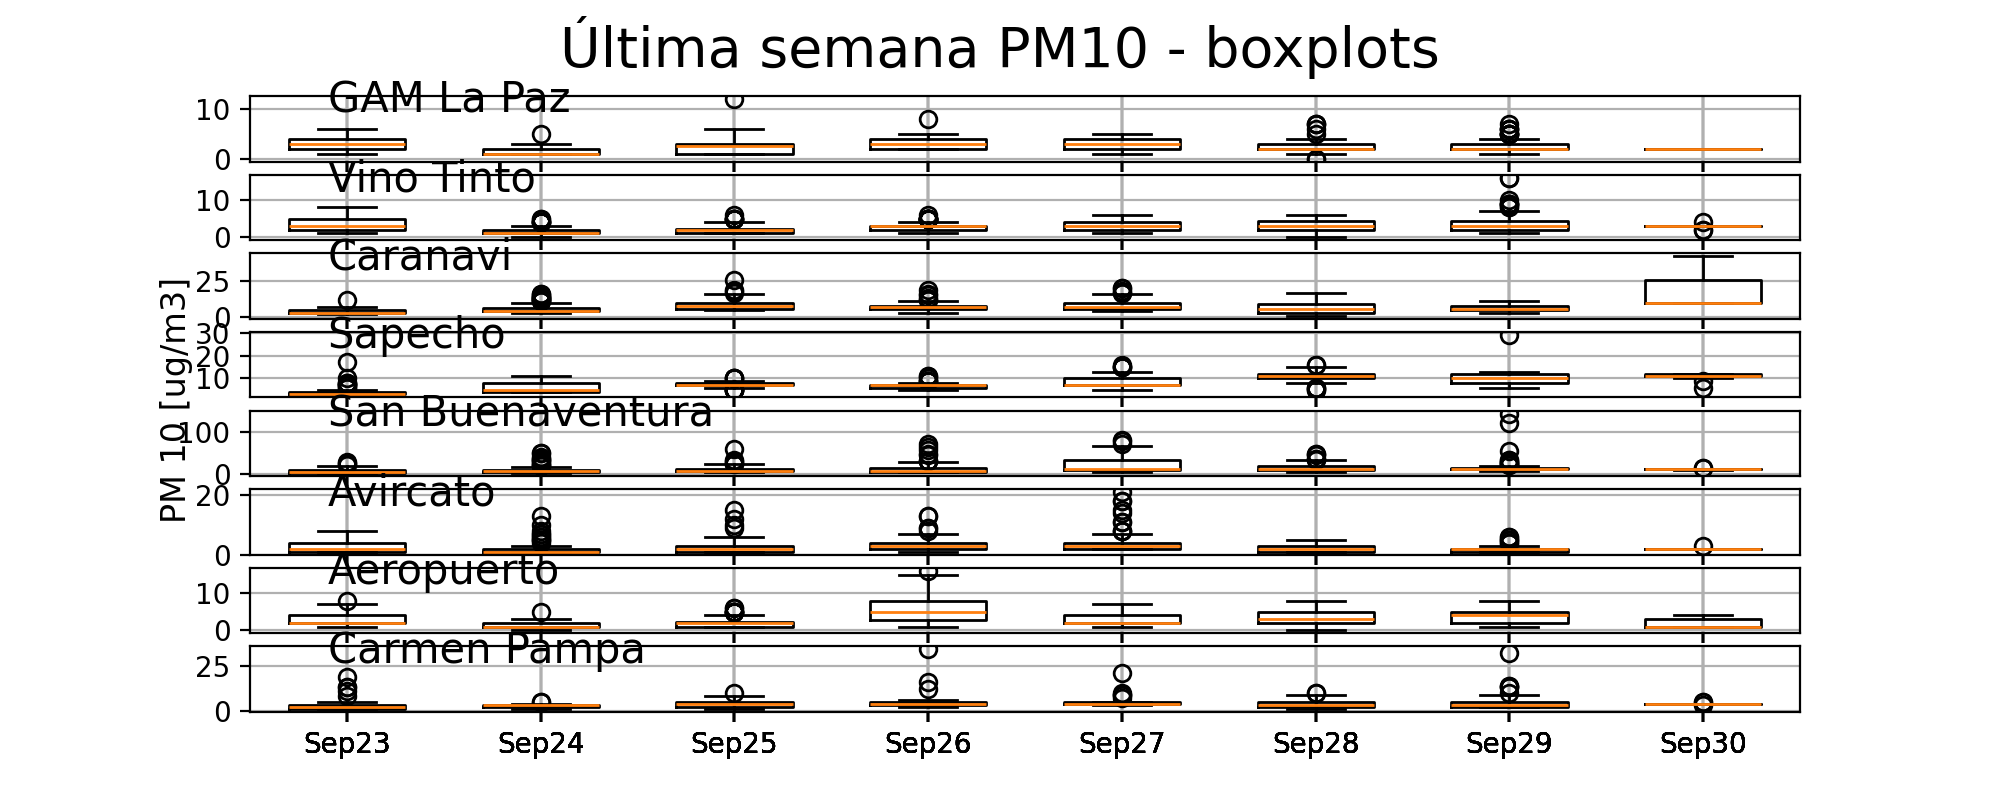 Última semana PM10 - boxplots
GAM La Paz
10
0
Vino Tinto
10
0
Caranavi
25
0
Sapecho
30
20
10
San Buenaventura
100
0
Avircato
20
0
Aeropuerto
10
0
Carmen Pampa
25
0
PM 10 [ug/m3]
Sep23 Sep24 Sep25 Sep26 Sep27 Sep28 Sep29 Sep30